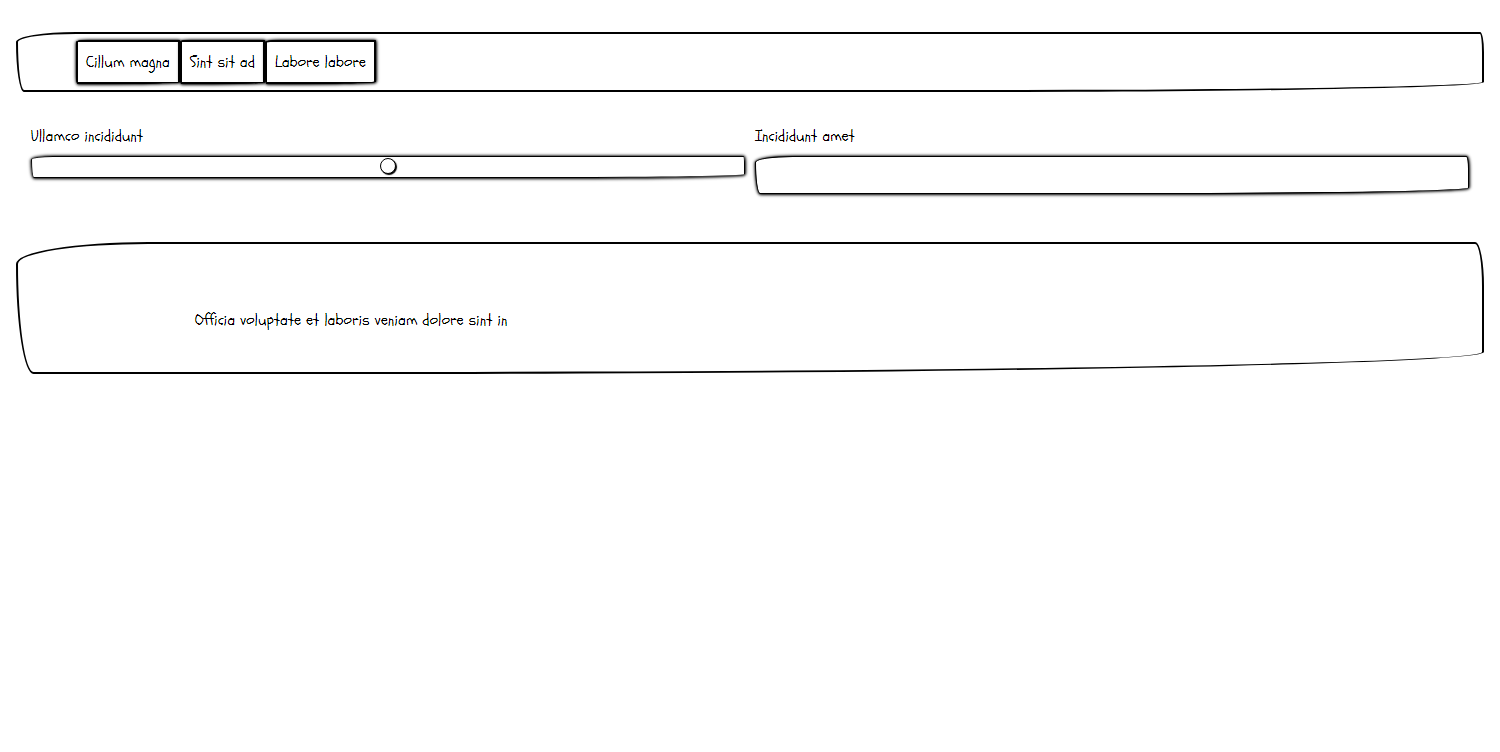 Cillum magna Sint sit ad Labore labore
Ullamco incididunt Incididunt amet
Officia voluptate et laboris veniam dolore sint in